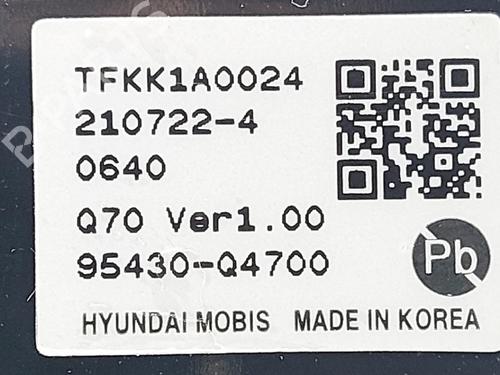 TFKK1A0024
210722-4
0640
Q70 Ver1.00
95430-Q4700
Pb
HYUNDAI MOBIS MADE IN KOREA